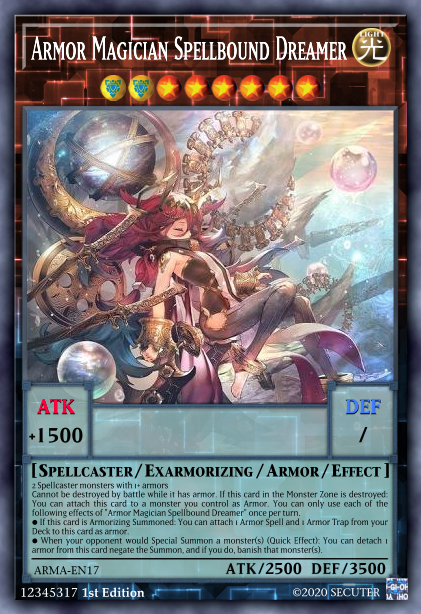 Armor Magician Spellbound Dreamer
LIGHT
光
ATK
+1500
DEF
/
[ Spellcaster / Exarmorizing / Armor / Effect ]
2 Spellcaster monsters with 1+ armors
Cannot be destroyed by battle while it has armor. If this card in the Monster Zone is destroyed:
You can attach this card to a monster you control as Armor. You can only use each of the
following effects of "Armor Magician Spellbound Dreamer" once per turn.
● If this card is Armorizing Summoned: You can attach 1 Armor Spell and 1 Armor Trap from your
Deck to this card as armor.
● When your opponent would Special Summon a monster(s) (Quick Effect): You can detach 1
armor from this card negate the Summon, and if you do, banish that monster(s).
ARMA-EN17
ATK/2500 DEF/3500
12345317 1st Edition
©2020 SECUTER